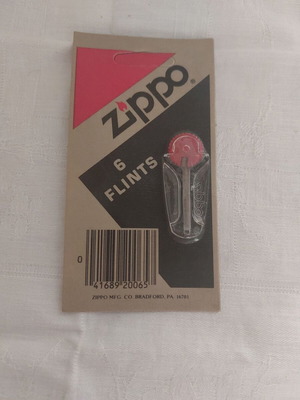 zippo®
6
FLINTS
0
41689 20065
ZIPPO MFG. CO. BRADFORD, PA. 16701